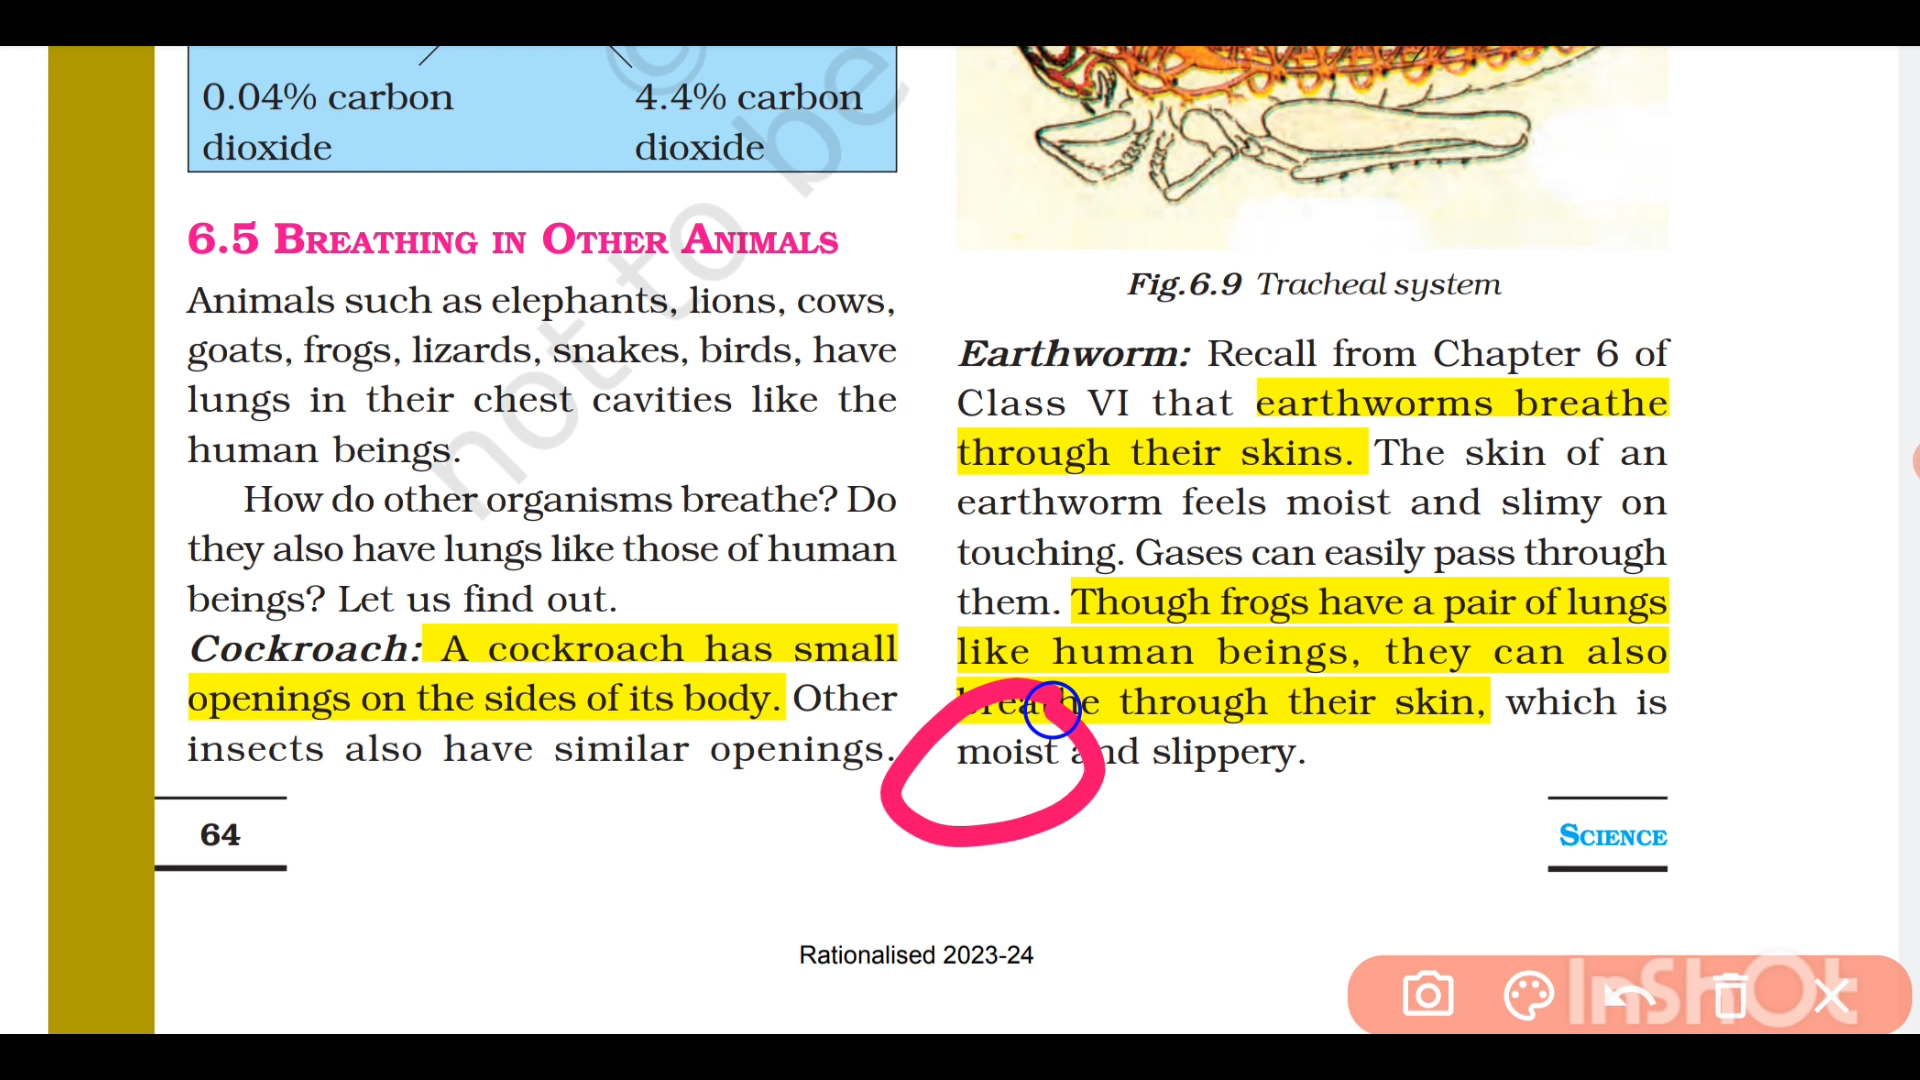 0.04% carbon
dioxide
4.4% carbon
dioxide
6.5 BREATHING IN OTHER ANIMALS
Animals such as elephants, lions, cows,
goats, frogs, lizards, snakes, birds, have
lungs in their chest cavities like the
human beings.
How do other organisms breathe? Do
they also have lungs like those of human
beings? Let us find out.
Cockroach: A cockroach has small
openings on the sides of its body. Other
insects also have similar openings.
64
Fig.6.9 Tracheal system
Earthworm: Recall from Chapter 6 of
Class VI that earthworms breathe
through their skins. The skin of an
earthworm feels moist and slimy on
touching. Gases can easily pass through
them. Though frogs have a pair of lungs
like human beings, they can also
breathe through their skin, which is
moist and slippery.
SCIENCE
© not to be
Rationalised 2023-24
InShOt